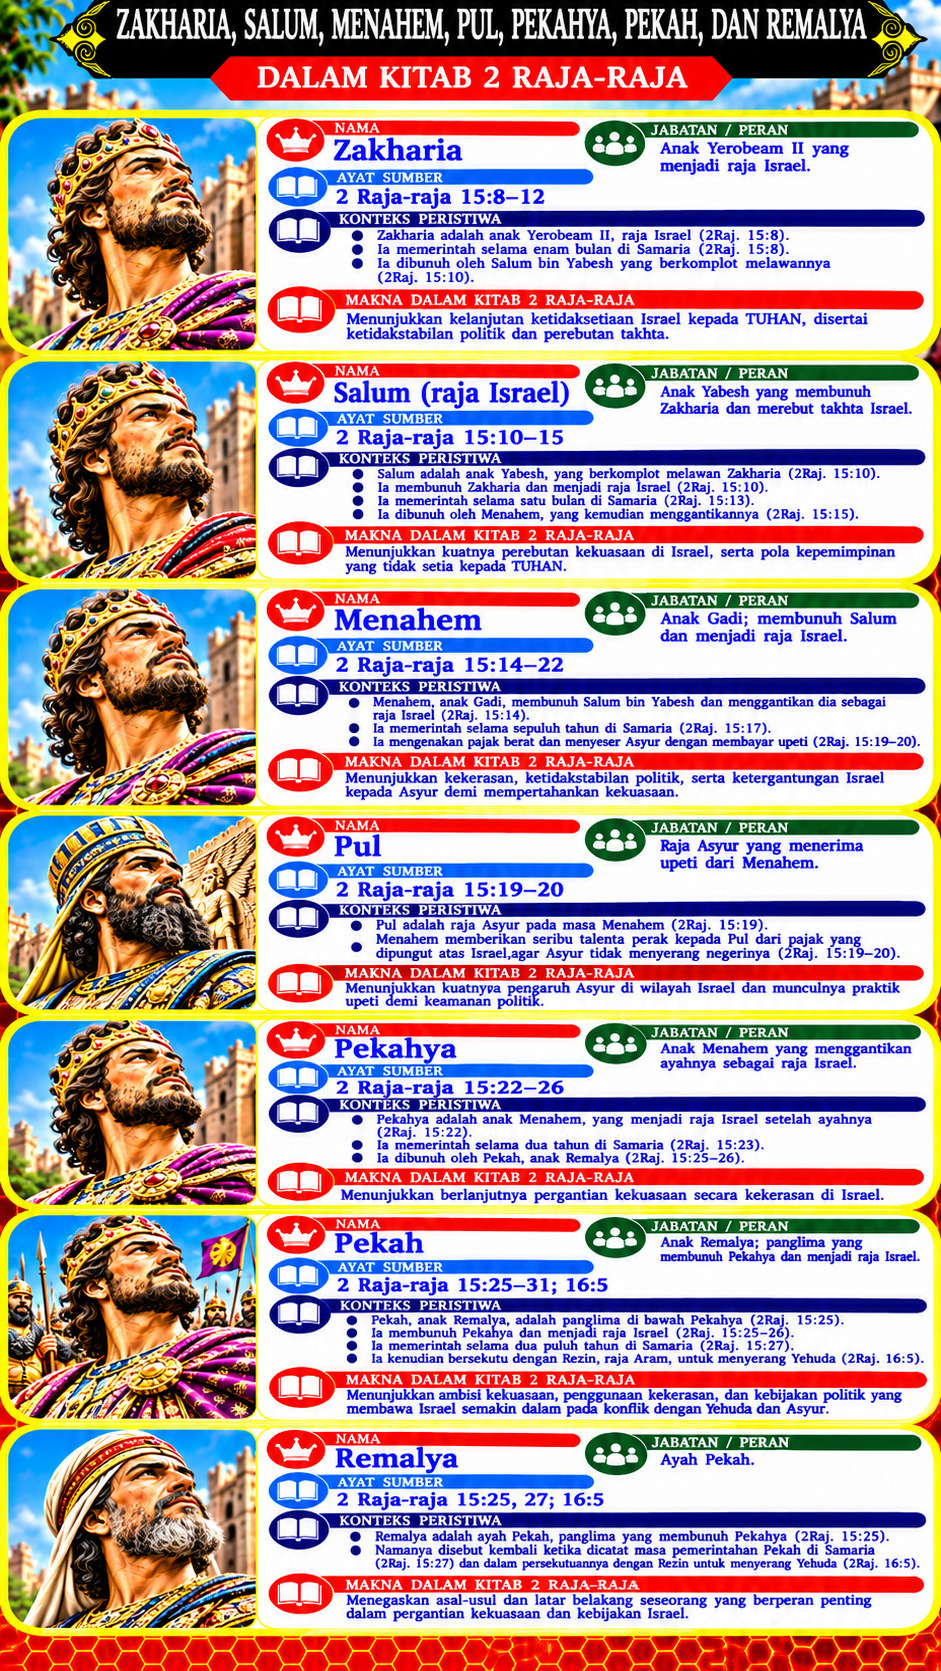 ZAKHARIA, SALUM, MENAHEM, PUL, PEKAHYA, PEKAH, DAN REMALYA
DALAM KITAB 2 RAJA-RAJA
NAMA
Zakharia
JABATAN / PERAN
Anak Yerobeam II yang
menjadi raja Israel.
AYAT SUMBER
2 Raja-raja 15:8–12
KONTEKS PERISTIWA
Zakharia adalah anak Yerobeam II, raja Israel (2Raj. 15:8).
Ia memerintah selama enam bulan di Samaria (2Raj. 15:8).
Ia dibunuh oleh Salum bin Yabesh yang berkomplot melawannya
(2Raj. 15:10).
MAKNA DALAM KITAB 2 RAJA-RAJA
Menunjukkan kelanjutan ketidaksetiaan Israel kepada TUHAN, disertai
ketidakstabilan politik dan perebutan takhta.
NAMA
Salum (raja Israel)
JABATAN / PERAN
Anak Yabesh yang membunuh
Zakharia dan merebut takhta Israel.
AYAT SUMBER
2 Raja-raja 15:10–15
KONTEKS PERISTIWA
Salum adalah anak Yabesh, yang berkomplot melawan Zakharia (2Raj. 15:10).
Ia membunuh Zakharia dan menjadi raja Israel (2Raj. 15:10).
Ia memerintah selama satu bulan di Samaria (2Raj. 15:13).
Ia dibunuh oleh Menahem, yang kemudian menggantikannya (2Raj. 15:15).
MAKNA DALAM KITAB 2 RAJA-RAJA
Menunjukkan kuatnya perebutan kekuasaan di Israel, serta pola kepemimpinan
yang tidak setia kepada TUHAN.
NAMA
Menahem
JABATAN / PERAN
Anak Gadi; membunuh Salum
dan menjadi raja Israel.
AYAT SUMBER
2 Raja-raja 15:14–22
KONTEKS PERISTIWA
Menahem, anak Gadi, membunuh Salum bin Yabesh dan menggantikan dia sebagai
raja Israel (2Raj. 15:14).
Ia memerintah selama sepuluh tahun di Samaria (2Raj. 15:17).
Ia mengenakan pajak berat dan menyeser Asyur dengan membayar upeti (2Raj. 15:19–20).
MAKNA DALAM KITAB 2 RAJA-RAJA
Menunjukkan kekerasan, ketidakstabilan politik, serta ketergantungan Israel
kepada Asyur demi mempertahankan kekuasaan.
NAMA
Pul
JABATAN / PERAN
Raja Asyur yang menerima
upeti dari Menahem.
AYAT SUMBER
2 Raja-raja 15:19–20
KONTEKS PERISTIWA
Pul adalah raja Asyur pada masa Menahem (2Raj. 15:19).
Menahem memberikan seribu talenta perak kepada Pul dari pajak yang
dipungut atas Israel,agar Asyur tidak menyerang negerinya (2Raj. 15:19–20).
MAKNA DALAM KITAB 2 RAJA-RAJA
Menunjukkan kuatnya pengaruh Asyur di wilayah Israel dan munculnya praktik
upeti demi keamanan politik.
NAMA
Pekahya
JABATAN / PERAN
Anak Menahem yang menggantikan
ayahnya sebagai raja Israel.
AYAT SUMBER
2 Raja-raja 15:22–26
KONTEKS PERISTIWA
Pekahya adalah anak Menahem, yang menjadi raja Israel setelah ayahnya
(2Raj. 15:22).
Ia memerintah selama dua tahun di Samaria (2Raj. 15:23).
Ia dibunuh oleh Pekah, anak Remalya (2Raj. 15:25–26).
MAKNA DALAM KITAB 2 RAJA-RAJA
Menunjukkan berlanjutnya pergantian kekuasaan secara kekerasan di Israel.
NAMA
Pekah
JABATAN / PERAN
Anak Remalya; panglima yang
membunuh Pekahya dan menjadi raja Israel.
AYAT SUMBER
2 Raja-raja 15:25–31; 16:5
KONTEKS PERISTIWA
Pekah, anak Remalya, adalah panglima di bawah Pekahya (2Raj. 15:25).
Ia membunuh Pekahya dan menjadi raja Israel (2Raj. 15:25–26).
Ia memerintah selama dua puluh tahun di Samaria (2Raj. 15:27).
Ia kenudian bersekutu dengan Rezin, raja Aram, untuk menyerang Yehuda (2Raj. 16:5).
MAKNA DALAM KITAB 2 RAJA-RAJA
Menunjukkan ambisi kekuasaan, penggunaan kekerasan, dan kebijakan politik yang
membawa Israel semakin dalam pada konflik dengan Yehuda dan Asyur.
NAMA
Remalya
JABATAN / PERAN
Ayah Pekah.
AYAT SUMBER
2 Raja-raja 15:25, 27; 16:5
KONTEKS PERISTIWA
Remalya adalah ayah Pekah, panglima yang membunuh Pekahya (2Raj. 15:25).
Namanya disebut kembali ketika dicatat masa pemerintahan Pekah di Samaria
(2Raj. 15:27) dan dalam persekutuannya dengan Rezin untuk menyerang Yehuda (2Raj. 16:5).
MAKNA DALAM KITAB 2 RAJA-RAJA
Menegaskan asal-usul dan latar belakang seseorang yang berperan penting
dalam pergantian kekuasaan dan kebijakan Israel.